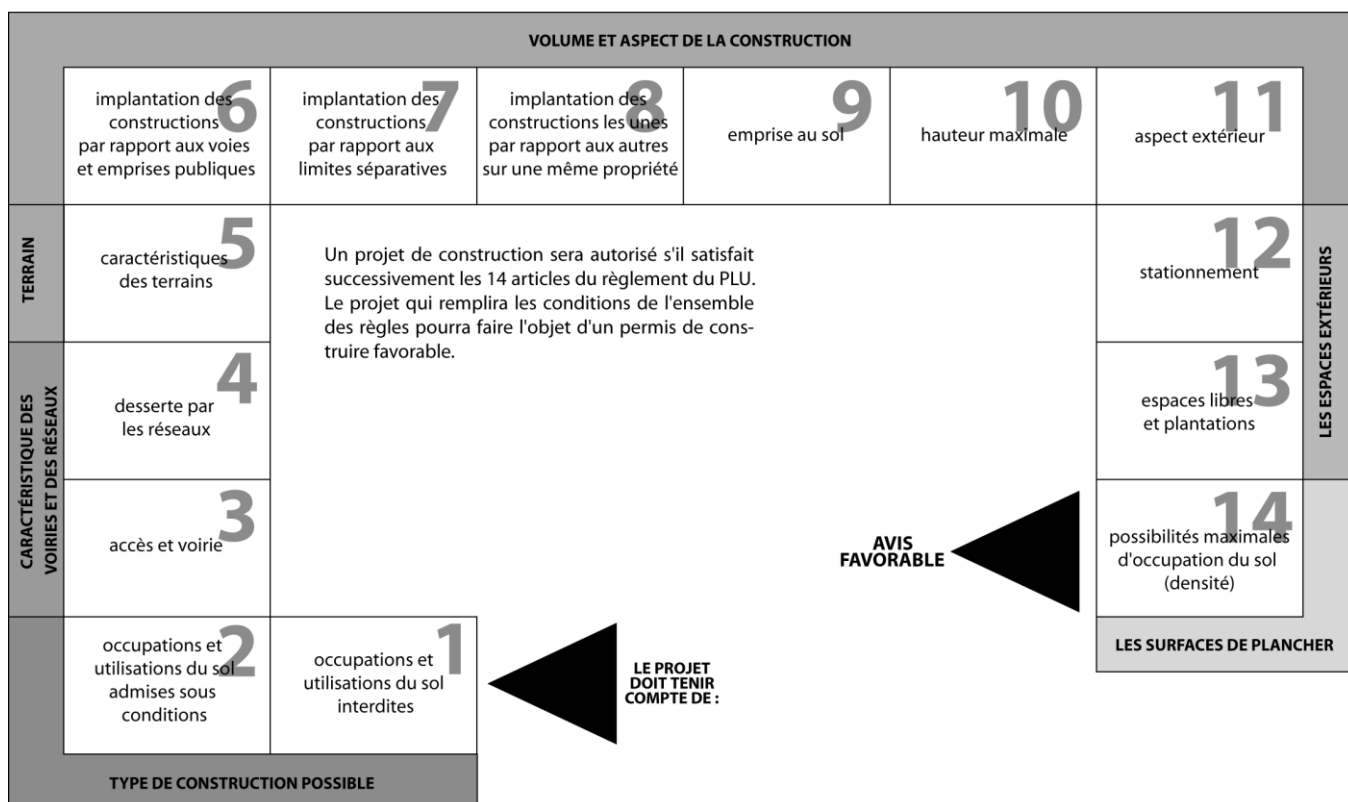 VOLUME ET ASPECT DE LA CONSTRUCTION
6
implantation des
constructions
par rapport aux voies
et emprises publiques
7
implantation des
constructions
par rapport aux
limites séparatives
8
implantation des
constructions les unes
par rapport aux autres
sur une même propriété
9
emprise au sol
10
hauteur maximale
11
aspect extérieur
TERRAIN
5
caractéristiques
des terrains
Un projet de construction sera autorisé s'il satisfait
successivement les 14 articles du règlement du PLU.
Le projet qui remplira les conditions de l'ensemble
des règles pourra faire l'objet d'un permis de cons-
truire favorable.
12
stationnement
LES ESPACES EXTÉRIEURS
CARACTÉRISTIQUE DES
VOIRIES ET DES RÉSEAUX
4
desserte par
les réseaux
13
espaces libres
et plantations
3
accès et voirie
AVIS
FAVORABLE
14
possibilités maximales
d'occupation du sol
(densité)
LES SURFACES DE PLANCHER
2
occupations et
utilisations du sol
admises sous
conditions
1
occupations et
utilisations du sol
interdites
LE PROJET
DOIT TENIR
COMPTE DE :
TYPE DE CONSTRUCTION POSSIBLE